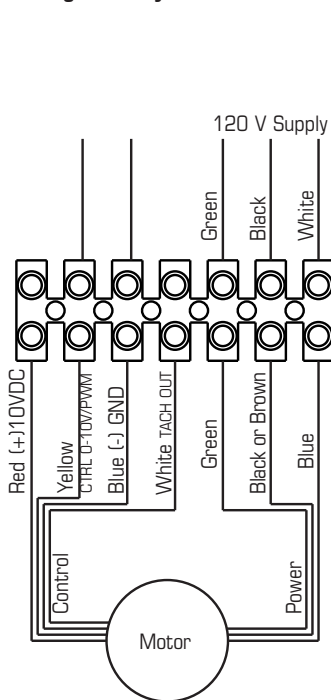 120 V Supply
Green
Black
White
Red (+)10VDC
Yellow
CTRL 0-10V/PWM
Blue (-) GND
White TACH OUT
Green
Black or Brown
Blue
Control
Power
Motor